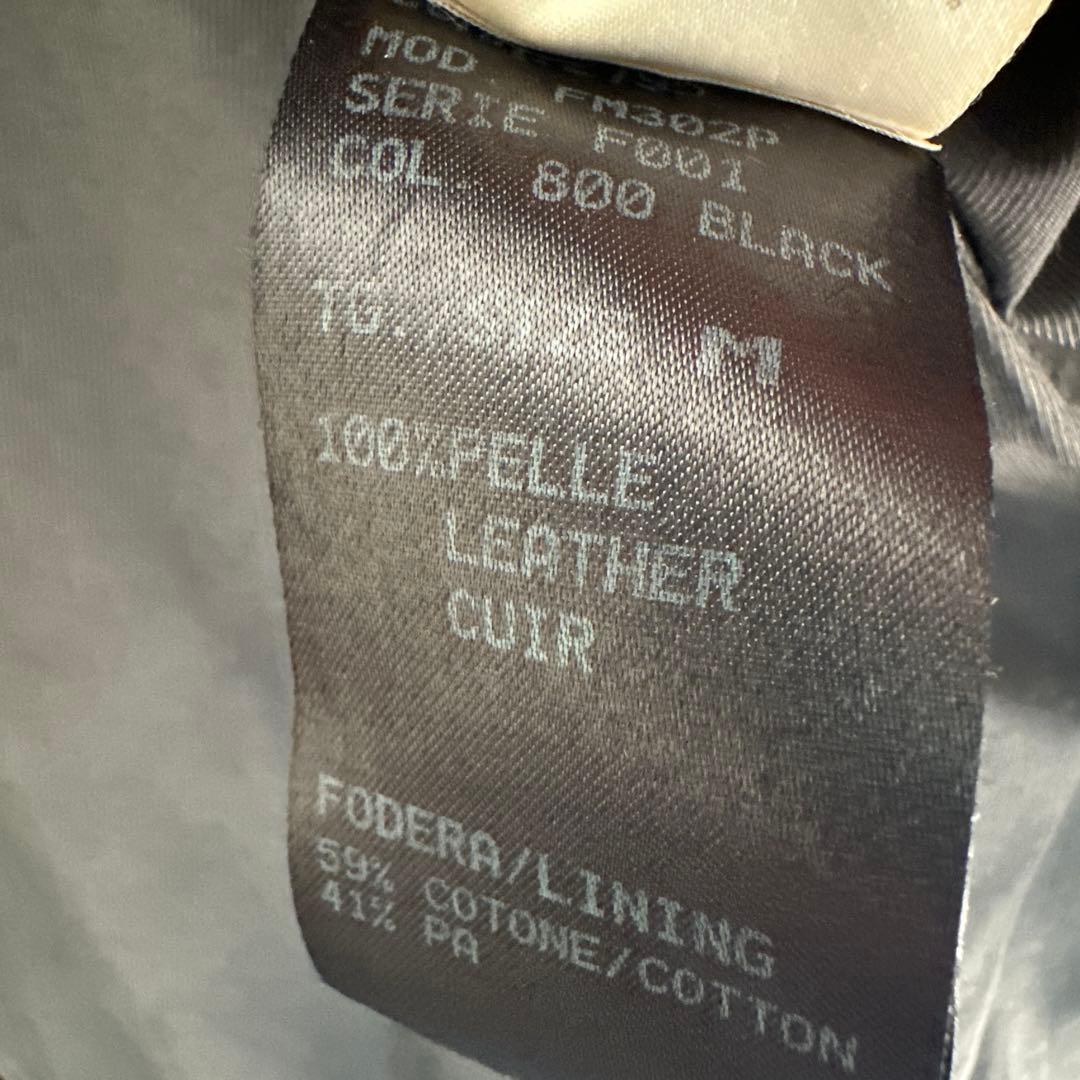 MOD. FM302P
SERIE F001
COL. 800 BLACK
TG. M
100%PELLE
LEATHER
CUIR
FODERA/LINING
59% COTONE/COTTON
41% PA